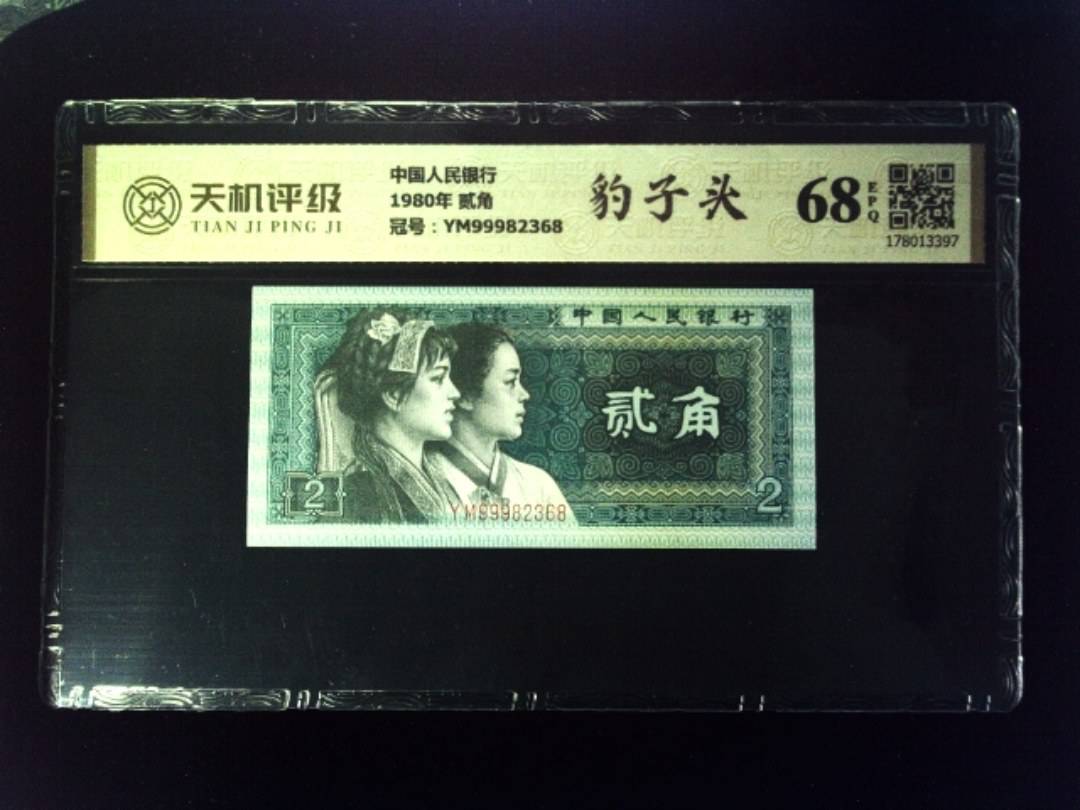 天机评级
TIAN JI PING JI
中国人民银行
1980年 贰角
冠号：YM99982368
豹子头
68
EPQ
178013397
中国人民银行
贰角
2
YM99982368
2